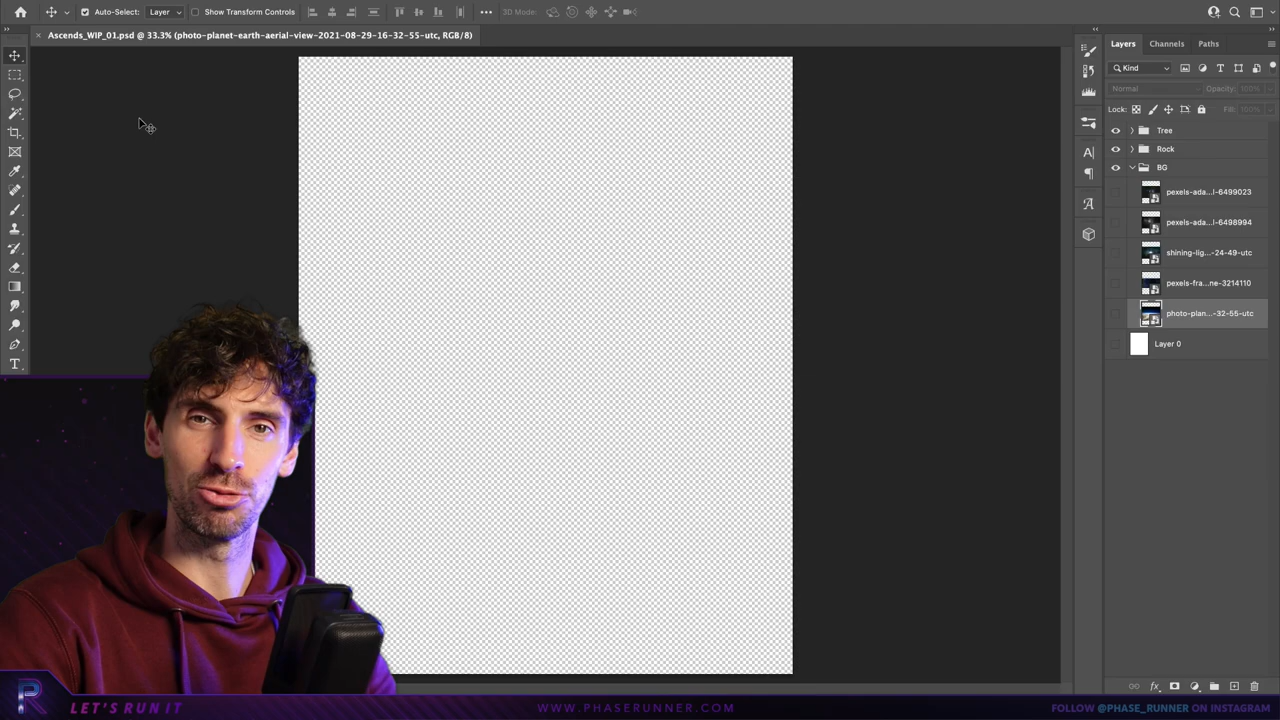 Auto-Select: Layer Show Transform Controls 3D Mode:
× Ascends_WIP_01.psd @ 33.3% (photo-planet-earth-aerial-view-2021-08-29-16-32-55-utc, RGB/8)
Layers Channels Paths
Kind
Normal Opacity: 100%
Lock: Fill: 100%
Tree
Rock
BG
pexels-ada...l-6499023
pexels-ada...l-6498994
shining-lig...-24-49-utc
pexels-fra...ne-3214110
photo-plan...-32-55-utc
Layer 0
fx
LET'S RUN IT
WWW.PHASERUNNER.COM
FOLLOW @PHASE_RUNNER ON INSTAGRAM